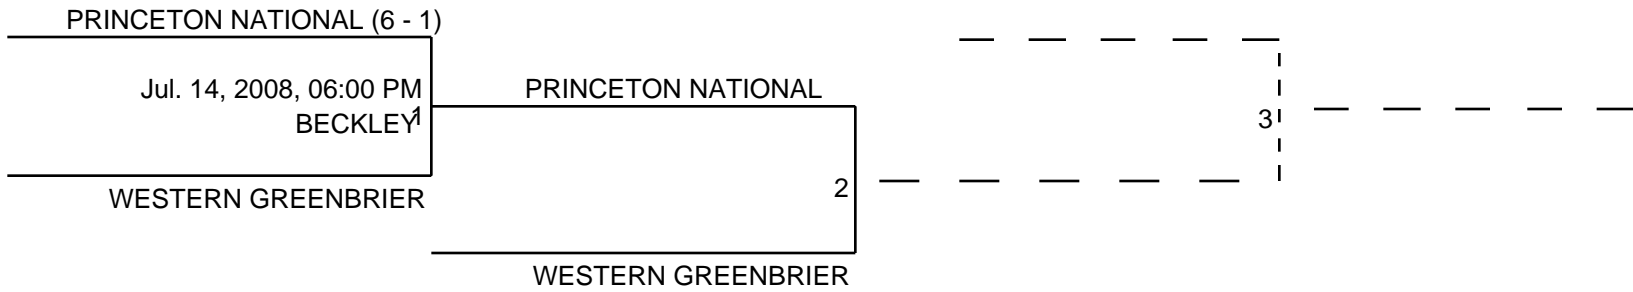 PRINCETON NATIONAL (6 - 1)
Jul. 14, 2008, 06:00 PM
BECKLEY
1
WESTERN GREENBRIER
PRINCETON NATIONAL
2
WESTERN GREENBRIER
3